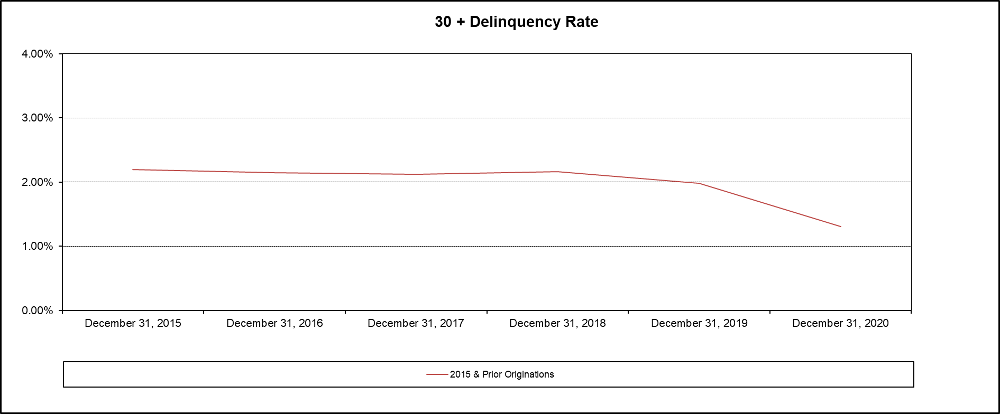 30 + Delinquency Rate
4.00%
3.00%
2.00%
1.00%
0.00%
December 31, 2015 December 31, 2016 December 31, 2017 December 31, 2018 December 31, 2019 December 31, 2020
2015 & Prior Originations